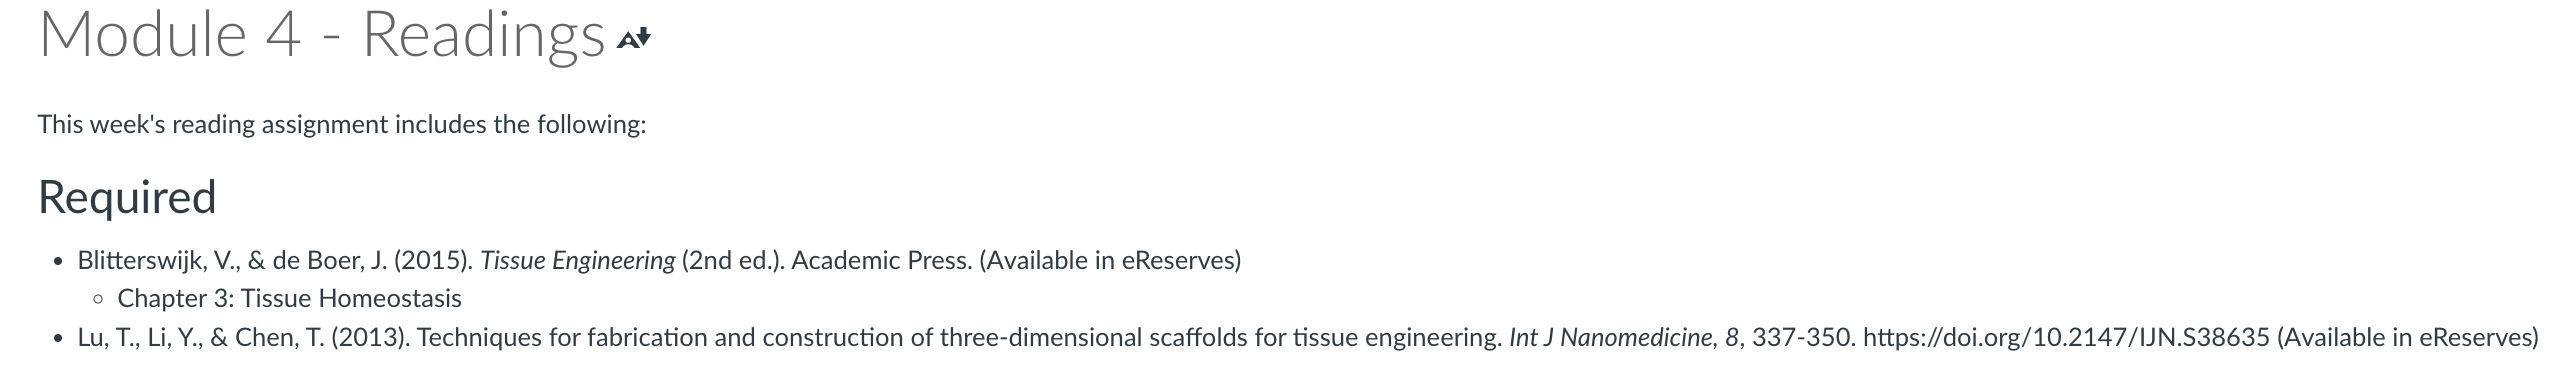 Module 4 - Readings
This week's reading assignment includes the following:
Required
Blitterswijk, V., & de Boer, J. (2015). Tissue Engineering (2nd ed.). Academic Press. (Available in eReserves)
Chapter 3: Tissue Homeostasis
Lu, T., Li, Y., & Chen, T. (2013). Techniques for fabrication and construction of three-dimensional scaffolds for tissue engineering. Int J Nanomedicine, 8, 337-350. https://doi.org/10.2147/IJN.S38635 (Available in eReserves)